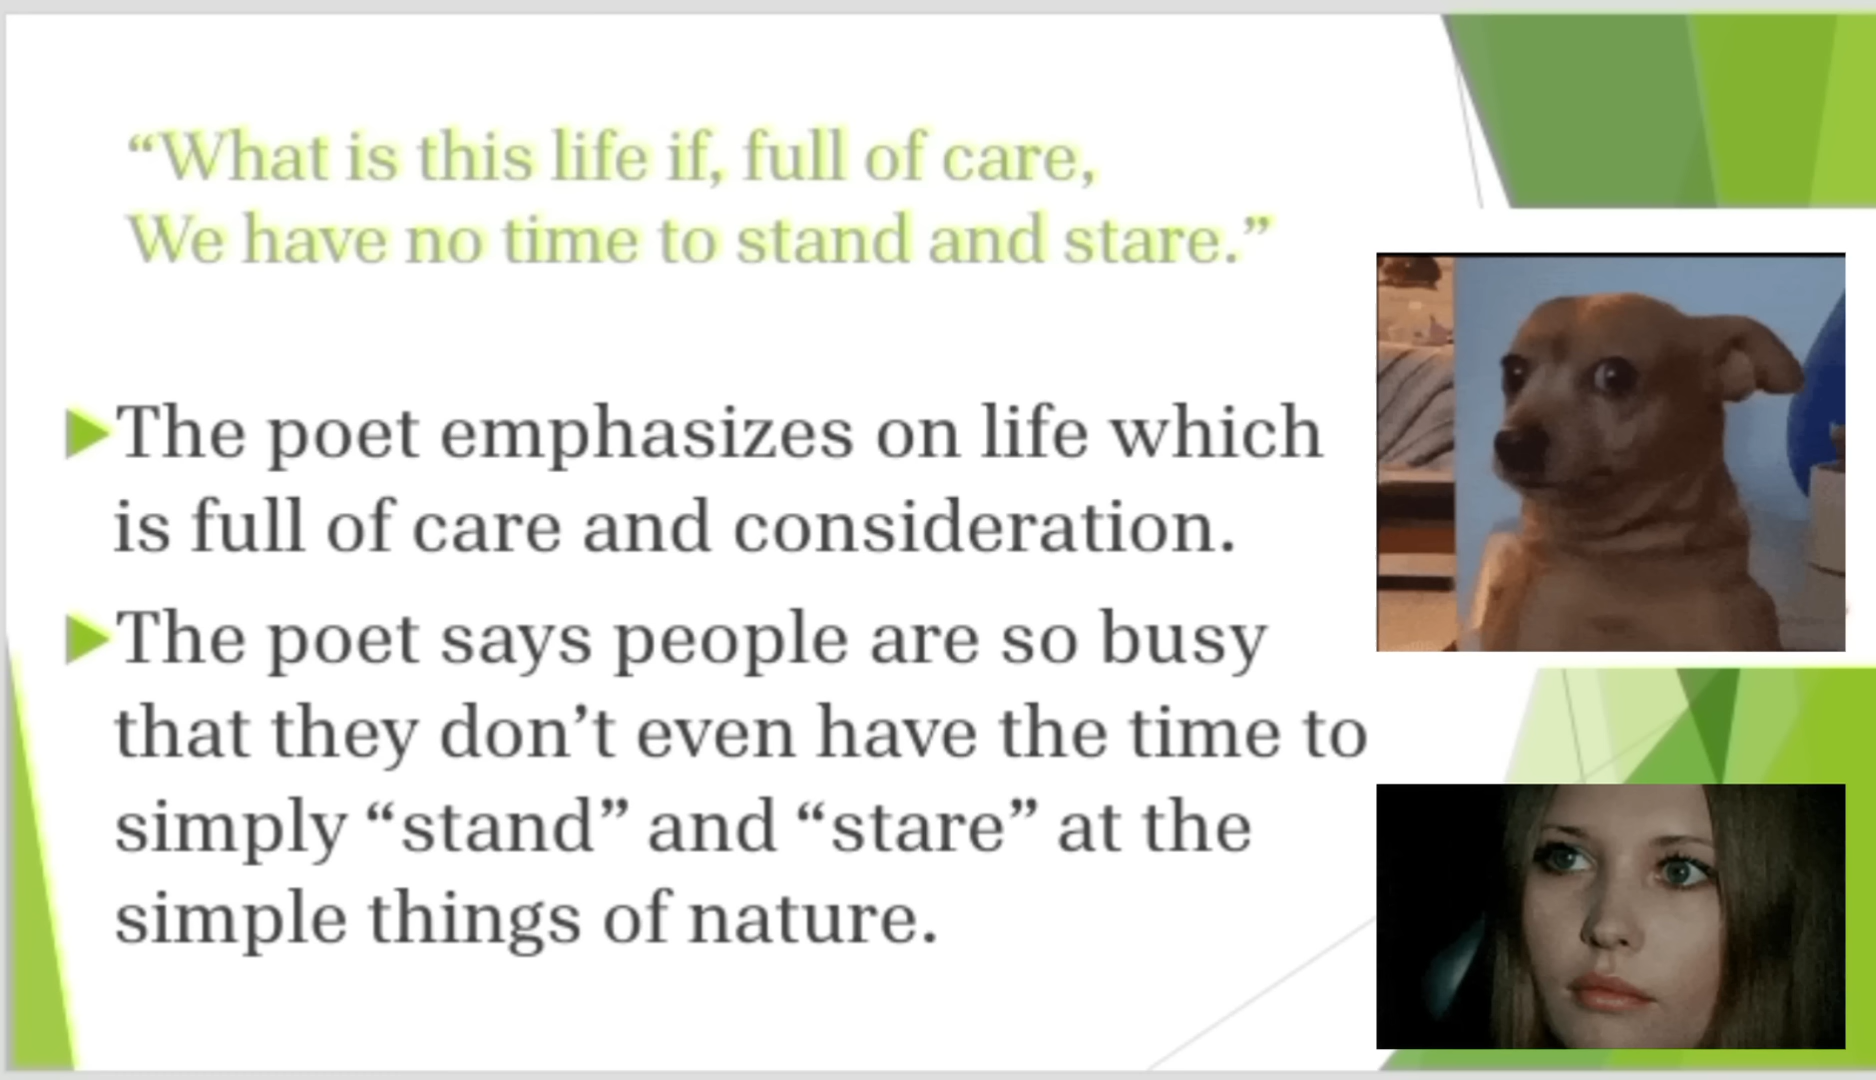 “What is this life if, full of care,
We have no time to stand and stare.”
The poet emphasizes on life which
is full of care and consideration.
The poet says people are so busy
that they don’t even have the time to
simply “stand” and “stare” at the
simple things of nature.